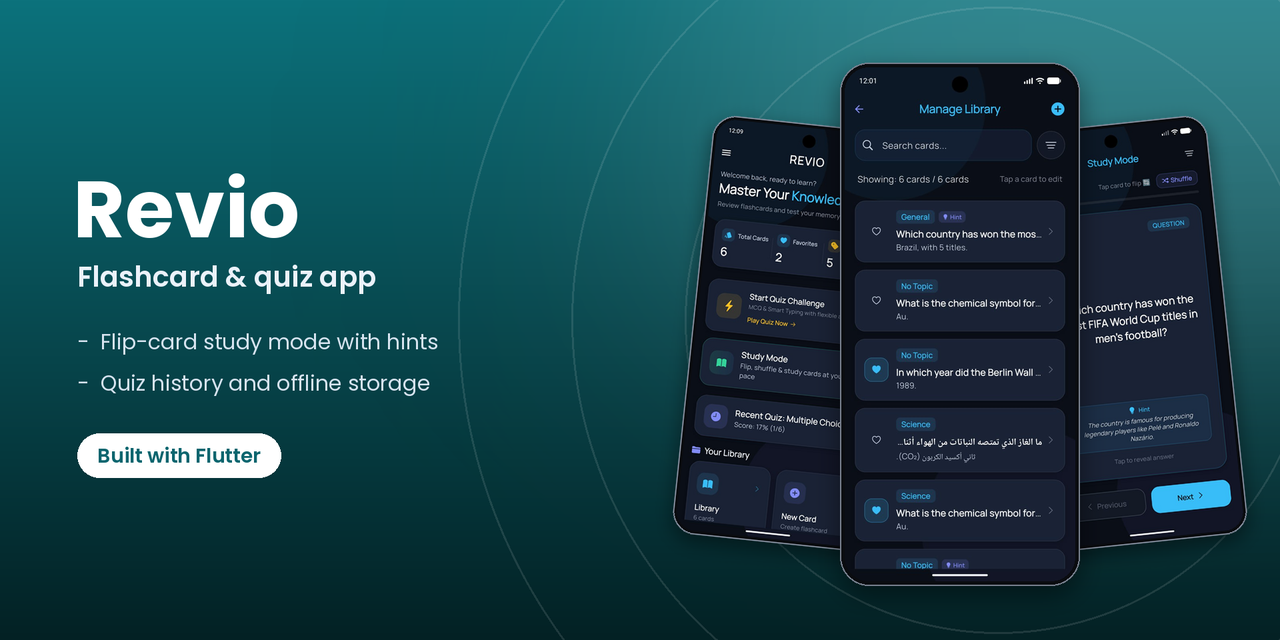 Revio
Flashcard & quiz app
- Flip-card study mode with hints
- Quiz history and offline storage
Built with Flutter
12:09
REVIO
Welcome back, ready to learn?
Master Your Knowled
Review flashcards and test your memory
Total Cards
Favorites
6
2
5
Start Quiz Challenge
MCQ & Smart Typing with flexible
Play Quiz Now →
Study Mode
Flip, shuffle & study cards at you
pace
Recent Quiz: Multiple Choic
Score: 17% (1/6)
Your Library
Library
6 cards
New Card
Create flashcard
12:01
Manage Library
Search cards...
Showing: 6 cards / 6 cards
Tap a card to edit
General
Hint
Which country has won the mos...
Brazil, with 5 titles.
No Topic
What is the chemical symbol for...
Au.
No Topic
In which year did the Berlin Wall ...
1989.
Science
ما الغاز الذي تمتصه النباتات من الهواء أثنا...
ثاني أكسيد الكربون (CO₂).
Science
What is the chemical symbol for...
Au.
No Topic
Hint
Study Mode
Tap card to flip
Shuffle
QUESTION
ich country has won the
st FIFA World Cup titles in
men's football?
Hint
The country is famous for producing
legendary players like Pelé and Ronaldo
Nazário.
Tap to reveal answer
Previous
Next